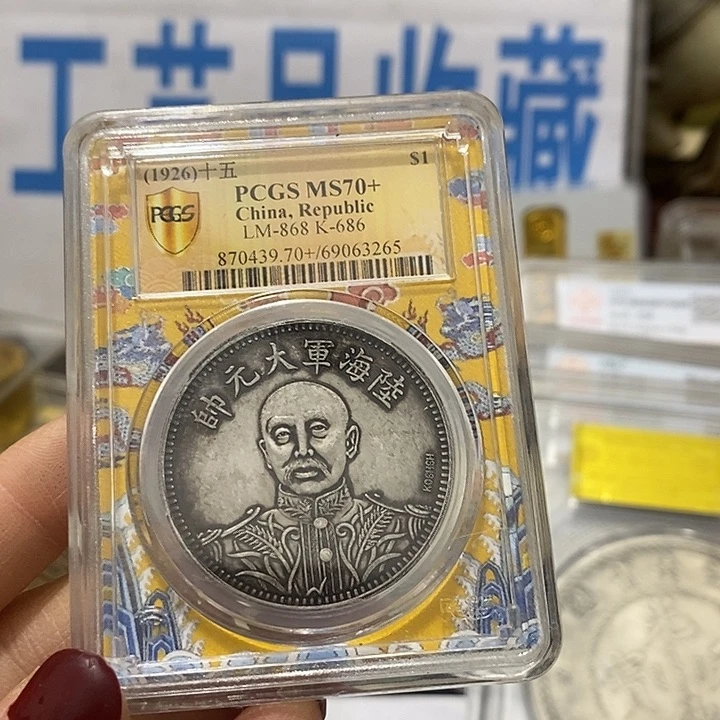 工艺品收藏
(1926)十五 $1
PCGS
PCGS MS70+
China, Republic
LM-868 K-686
870439.70+/69063265
帥元大軍海陸